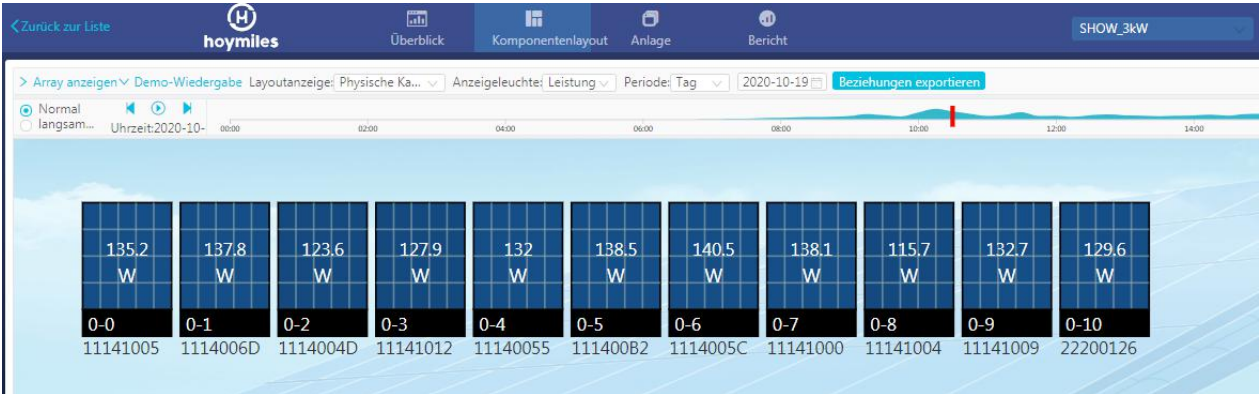 Zurück zur Liste
H
hoymiles
Überblick
Komponentenlayout
Anlage
Bericht
SHOW_3kW
Array anzeigen Demo-Wiedergabe Layoutanzeige: Physische Ka... Anzeigeleuchte: Leistung Periode: Tag 2020-10-19 Beziehungen exportieren
Normal
langsam... Uhrzeit:2020-10-
00:00 02:00 04:00 06:00 08:00 10:00 12:00 14:00
135.2 137.8 123.6 127.9 132 138.5 140.5 138.1 115.7 132.7 129.6
W W W W W W W W W W W
0-0 0-1 0-2 0-3 0-4 0-5 0-6 0-7 0-8 0-9 0-10
11141005 1114006D 1114004D 11141012 11140055 111400B2 1114005C 11141000 11141004 11141009 22200126